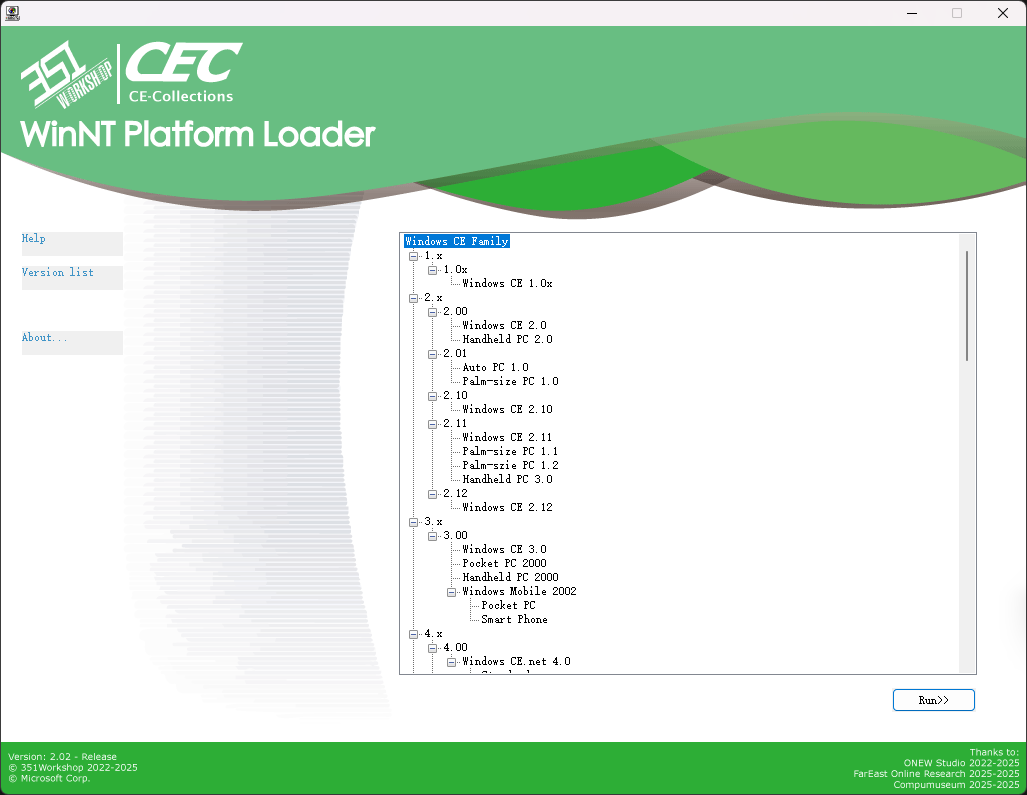 351
WORKSHOP
CEC
CE-Collections
WinNT Platform Loader
Help
Version list
About...
Windows CE Family
1.x
1.0x
Windows CE 1.0x
2.x
2.00
Windows CE 2.0
Handheld PC 2.0
2.01
Auto PC 1.0
Palm-size PC 1.0
2.10
Windows CE 2.10
2.11
Windows CE 2.11
Palm-size PC 1.1
Palm-szie PC 1.2
Handheld PC 3.0
2.12
Windows CE 2.12
3.x
3.00
Windows CE 3.0
Pocket PC 2000
Handheld PC 2000
Windows Mobile 2002
Pocket PC
Smart Phone
4.x
4.00
Windows CE.net 4.0
Run>>
Version: 2.02 - Release
© 351Workshop 2022-2025
© Microsoft Corp.
Thanks to:
ONEW Studio 2022-2025
FarEast Online Research 2025-2025
Compumuseum 2025-2025